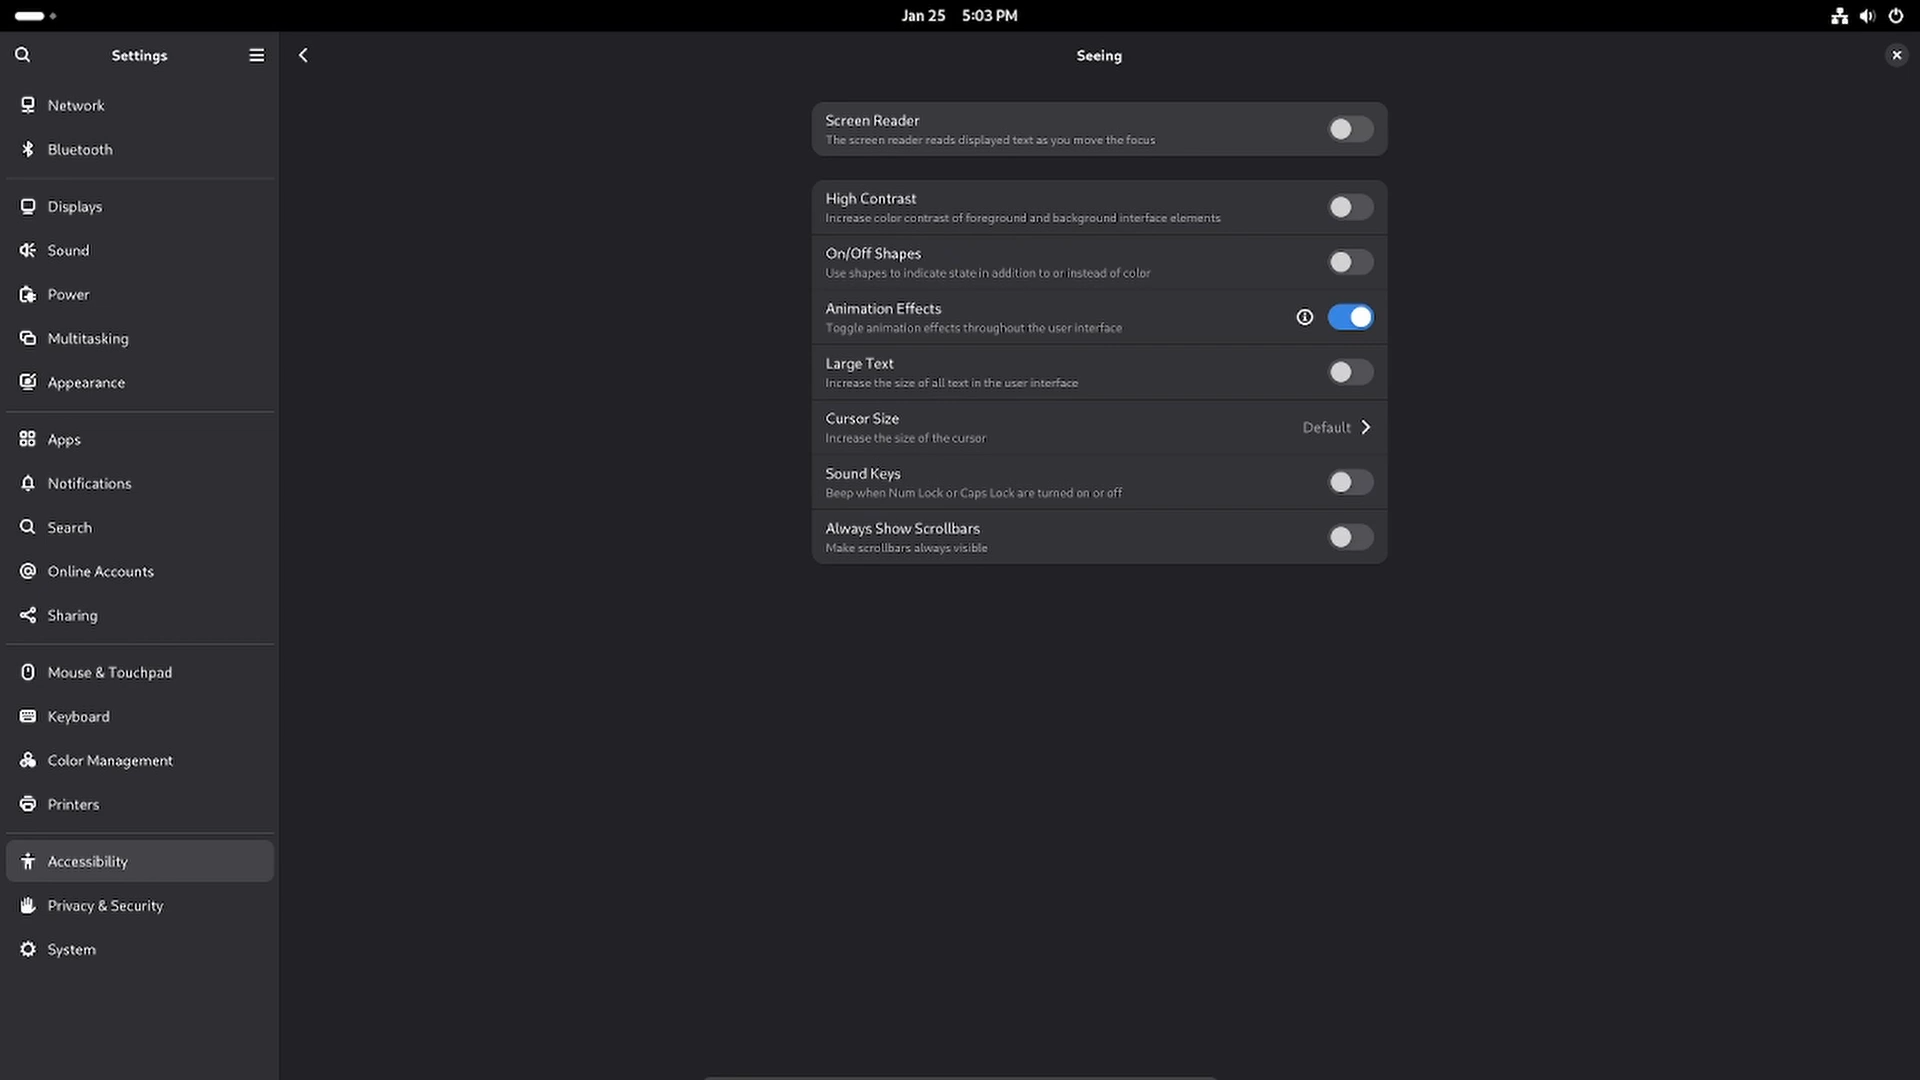 Jan 25 5:03 PM
Settings
Seeing
Network
Bluetooth
Displays
Sound
Power
Multitasking
Appearance
Apps
Notifications
Search
Online Accounts
Sharing
Mouse & Touchpad
Keyboard
Color Management
Printers
Accessibility
Privacy & Security
System
Screen Reader
The screen reader reads displayed text as you move the focus
High Contrast
Increase color contrast of foreground and background interface elements
On/Off Shapes
Use shapes to indicate state in addition to or instead of color
Animation Effects
Toggle animation effects throughout the user interface
Large Text
Increase the size of all text in the user interface
Cursor Size
Increase the size of the cursor
Default
Sound Keys
Beep when Num Lock or Caps Lock are turned on or off
Always Show Scrollbars
Make scrollbars always visible